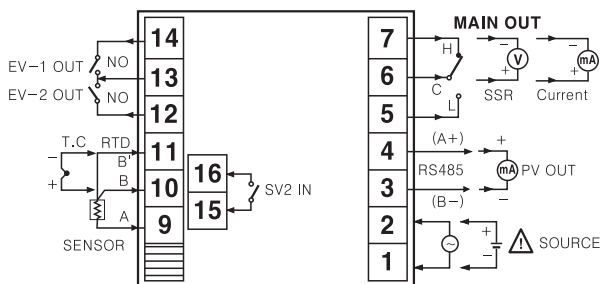 MAIN OUT
14
EV-1 OUT NO
13
EV-2 OUT NO
12
T.C RTD
11
B'
B
10
A
9
SENSOR
- +
16
15
SV2 IN
7
H
6
C
5
L
- V +
SSR
- mA +
Current
4
(A+)
RS485
3
(B-)
+ mA -
PV OUT
2
1
~
+ -
! SOURCE